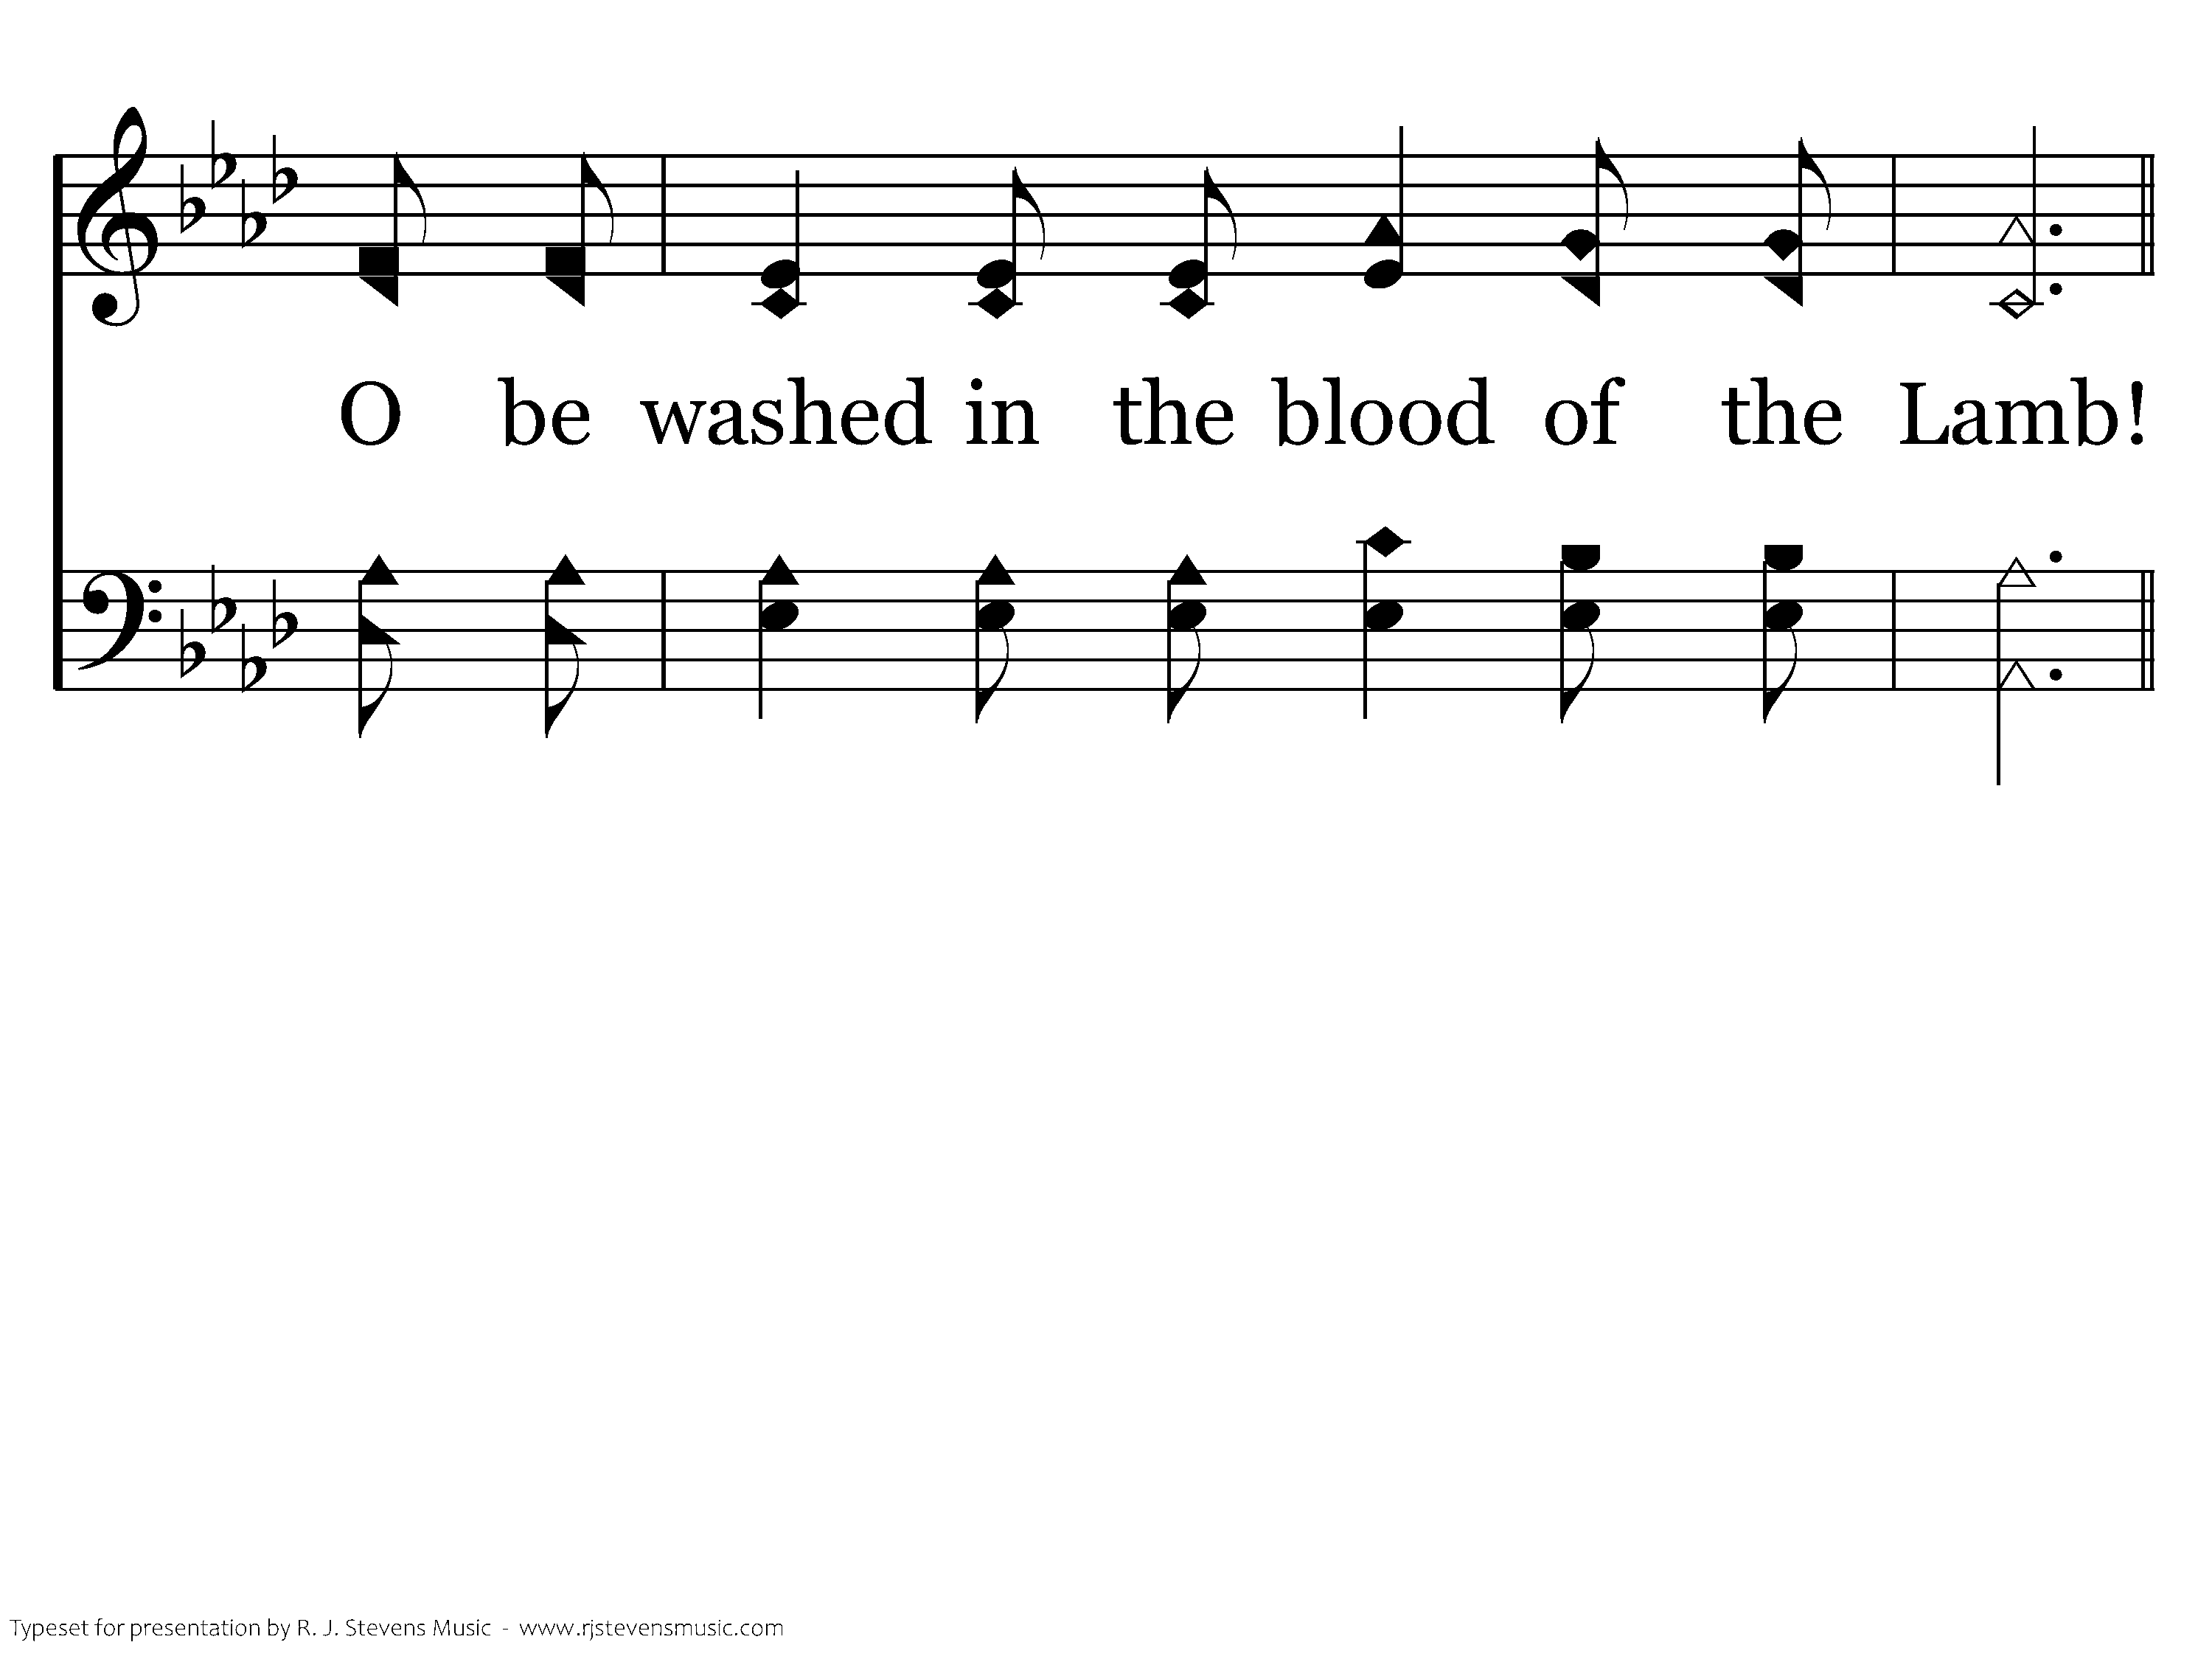 O be washed in the blood of the Lamb!
Typeset for presentation by R. J. Stevens Music - www.rjstevensmusic.com